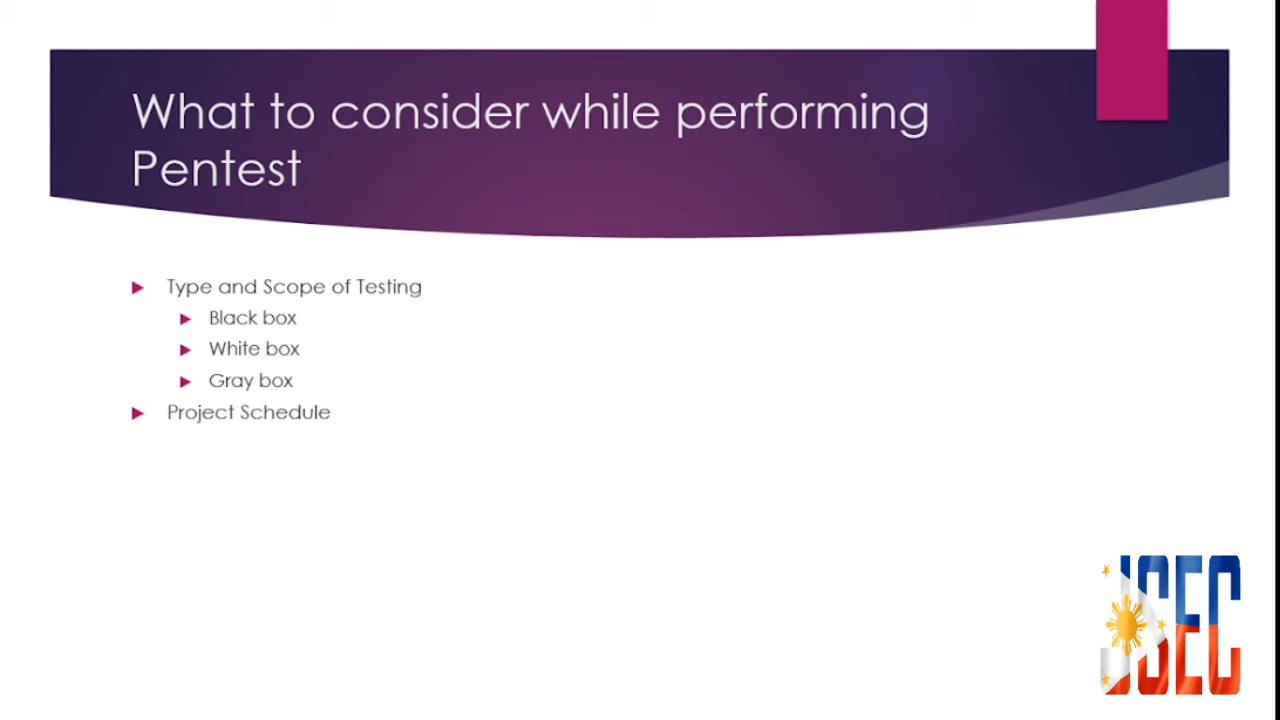 What to consider while performing
Pentest
Type and Scope of Testing
Black box
White box
Gray box
Project Schedule
JSEC